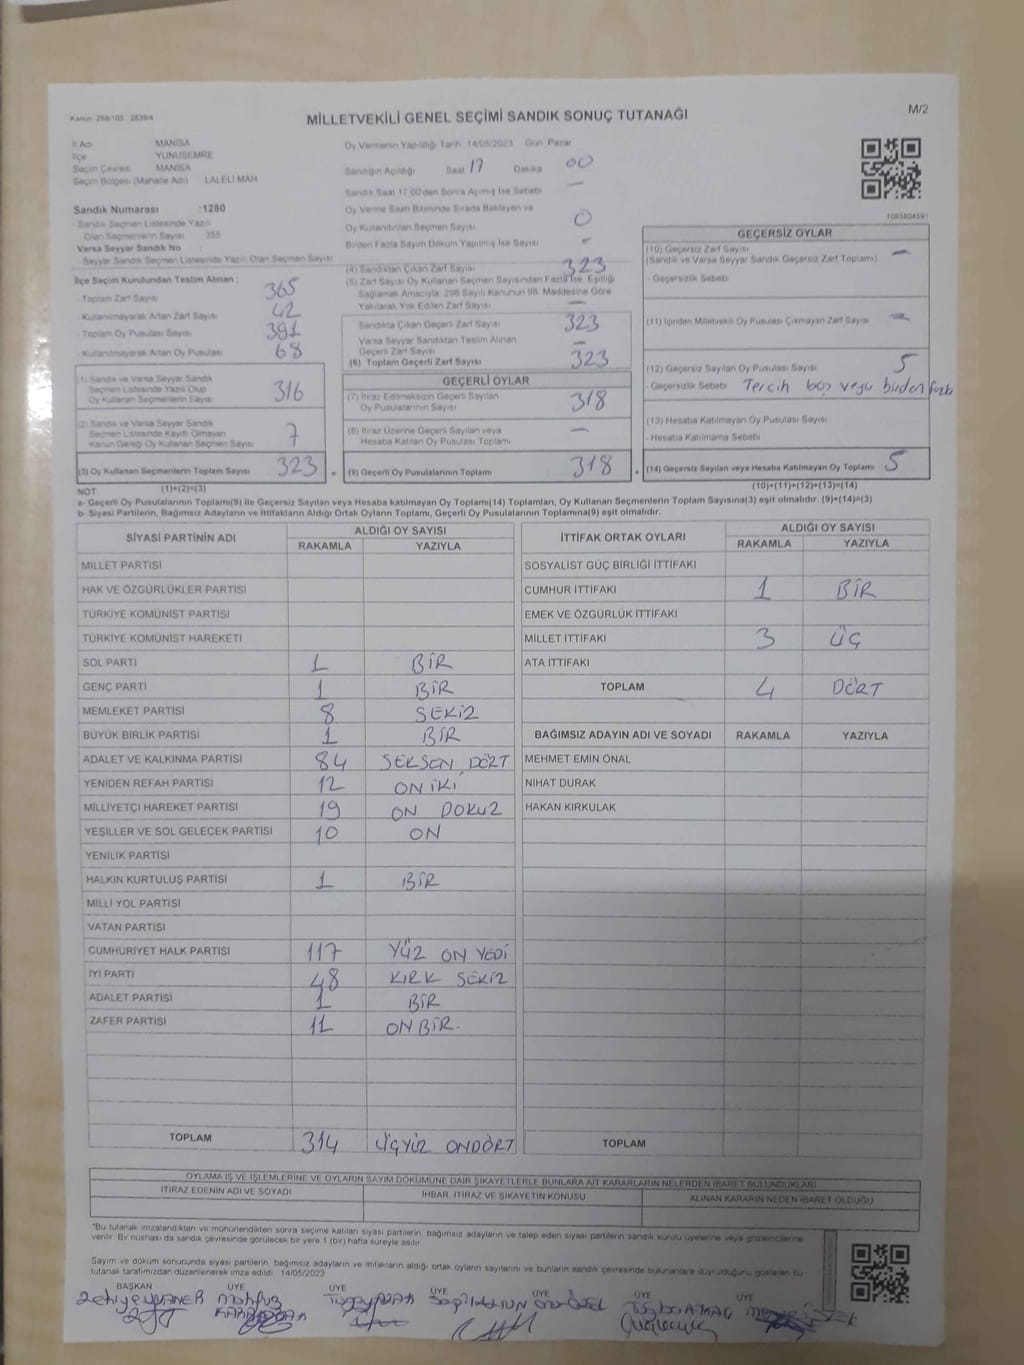 M/2
Kanun: 298/105 2839/4
MİLLETVEKİLİ GENEL SEÇİMİ SANDIK SONUÇ TUTANAĞI
İl Adı MANİSA
İlçe YUNUSEMRE
Seçim Çevresi MANİSA
Seçim Bölgesi (Mahalle Adı) LALELİ MAH
Sandık Numarası :1280
- Sandık Seçmen Listesinde Yazılı
Olan Seçmenlerin Sayısı 355
Varsa Seyyar Sandık No :
- Seyyar Sandık Seçmen Listesinde Yazılı Olan Seçmen Sayısı
İlçe Seçim Kurulundan Teslim Alınan ;
- Toplam Zarf Sayısı 365
- Kullanılmayarak Artan Zarf Sayısı 42
- Toplam Oy Pusulası Sayısı 391
- Kullanılmayarak Artan Oy Pusulası 68
(1) Sandık ve Varsa Seyyar Sandık
Seçmen Listesinde Yazılı Olup
Oy Kullanan Seçmenlerin Sayısı 316
(2) Sandık ve Varsa Seyyar Sandık
Seçmen Listesinde Kayıtlı Olmayan
Kanun Gereği Oy Kullanan Seçmen Sayısı 7
(3) Oy Kullanan Seçmenlerin Toplam Sayısı 323
(1)+(2)=(3)
Oy Vermenin Yapıldığı Tarih 14/05/2023 Gün Pazar
Sandığın Açıldığı Saat 17 Dakika 00
Sandık Saat 17:00'den Sonra Açılmış İse Sebebi —
Oy Verme Saati Bitiminde Sırada Bekleyen ve
Oy Kullandırılan Seçmen Sayısı 0
Birden Fazla Sayım Döküm Yapılmış İse Sayısı -
(4) Sandıktan Çıkan Zarf Sayısı 323
(5) Zarf Sayısı Oy Kullanan Seçmen Sayısından Fazla İse, Eşitliği
Sağlamak Amacıyla, 298 Sayılı Kanunun 98. Maddesine Göre
Yakılarak Yok Edilen Zarf Sayısı —
Sandıkta Çıkan Geçerli Zarf Sayısı 323
Varsa Seyyar Sandıktan Teslim Alınan
Geçerli Zarf Sayısı —
(6) Toplam Geçerli Zarf Sayısı 323
GEÇERLİ OYLAR
(7) İtiraz Edilmeksizin Geçerli Sayılan
Oy Pusulalarının Sayısı 318
(8) İtiraz Üzerine Geçerli Sayılan veya
Hesaba Katılan Oy Pusulası Toplamı —
(9) Geçerli Oy Pusulalarının Toplamı 318
GEÇERSİZ OYLAR
(10) Geçersiz Zarf Sayısı
(Sandık ve Varsa Seyyar Sandık Geçersiz Zarf Toplamı) —
- Geçersizlik Sebebi :
(11) İçinden Milletvekili Oy Pusulası Çıkmayan Zarf Sayısı —
(12) Geçersiz Sayılan Oy Pusulası Sayısı 5
- Geçersizlik Sebebi : Tercih boş veya birden fazla
(13) Hesaba Katılmayan Oy Pusulası Sayısı
- Hesaba Katılmama Sebebi :
(14) Geçersiz Sayılan veya Hesaba Katılmayan Oy Toplamı 5
(10)+(11)+(12)+(13)=(14)
NOT:
a- Geçerli Oy Pusulalarının Toplamı(9) ile Geçersiz Sayılan veya Hesaba katılmayan Oy Toplamı(14) Toplamları, Oy Kullanan Seçmenlerin Toplam Sayısına(3) eşit olmalıdır. (9)+(14)=(3)
b- Siyasi Partilerin, Bağımsız Adayların ve İttifakların Aldığı Ortak Oyların Toplamı, Geçerli Oy Pusulalarının Toplamına(9) eşit olmalıdır.
SİYASİ PARTİNİN ADI ALDIĞI OY SAYISI
RAKAMLA YAZIYLA
MİLLET PARTİSİ
HAK VE ÖZGÜRLÜKLER PARTİSİ
TÜRKİYE KOMÜNİST PARTİSİ
TÜRKİYE KOMÜNİST HAREKETİ
SOL PARTİ 1 BİR
GENÇ PARTİ 1 BİR
MEMLEKET PARTİSİ 8 SEKİZ
BÜYÜK BİRLİK PARTİSİ 1 BİR
ADALET VE KALKINMA PARTİSİ 84 SEKSEN DÖRT
YENİDEN REFAH PARTİSİ 12 ON İKİ
MİLLİYETÇİ HAREKET PARTİSİ 19 ON DOKUZ
YEŞİLLER VE SOL GELECEK PARTİSİ 10 ON
YENİLİK PARTİSİ
HALKIN KURTULUŞ PARTİSİ 1 BİR
MİLLİ YOL PARTİSİ
VATAN PARTİSİ
CUMHURİYET HALK PARTİSİ 117 YÜZ ON YEDİ
İYİ PARTİ 48 KIRK SEKİZ
ADALET PARTİSİ 1 BİR
ZAFER PARTİSİ 11 ONBİR.
TOPLAM 314 ÜÇYÜZ ONDÖRT
İTTİFAK ORTAK OYLARI ALDIĞI OY SAYISI
RAKAMLA YAZIYLA
SOSYALİST GÜÇ BİRLİĞİ İTTİFAKI
CUMHUR İTTİFAKI 1 BİR
EMEK VE ÖZGÜRLÜK İTTİFAKI
MİLLET İTTİFAKI 3 ÜÇ
ATA İTTİFAKI
TOPLAM 4 DÖRT
BAĞIMSIZ ADAYIN ADI VE SOYADI RAKAMLA YAZIYLA
MEHMET EMİN ÖNAL
NİHAT DURAK
HAKAN KIRKULAK
TOPLAM
OYLAMA İŞ VE İŞLEMLERİNE VE OYLARIN SAYIM DÖKÜMÜNE DAİR ŞİKAYETLERLE BUNLARA AİT KARARLARIN NELERDEN İBARET BULUNDUKLARI
İTİRAZ EDENİN ADI VE SOYADI İHBAR, İTİRAZ VE ŞİKAYETİN KONUSU ALINAN KARARIN NEDEN İBARET OLDUĞU
*Bu tutanak imzalandıktan ve mühürlendikten sonra seçime katılan siyasi partilerin, bağımsız adayların ve talep eden siyasi partilerin sandık kurulu üyelerine veya gözlemcilerine
verilir. Bir nüshası da sandık çevresinde görülecek bir yere 1 (bir) hafta süreyle asılır.
Sayım ve döküm sonucunda siyasi partilerin, bağımsız adayların ve ittifakların aldığı ortak oyların sayılarını ve bunların sandık çevresinde bulunanlara duyrulduğunu gösteren bu
tutanak tarafımızdan düzenlenerek imza edildi. 14/05/2023
BAŞKAN ÜYE ÜYE ÜYE ÜYE ÜYE